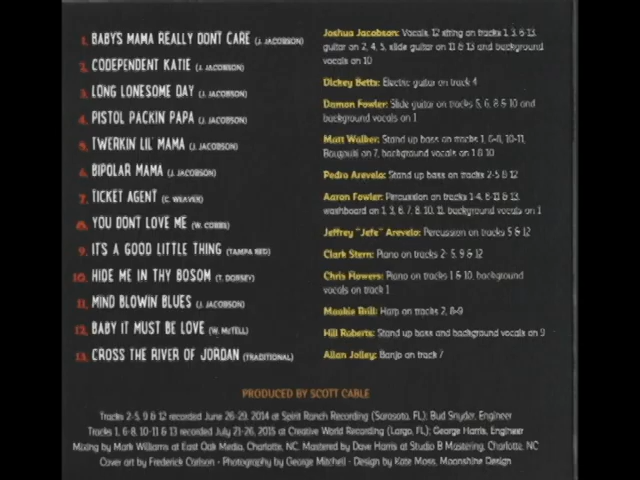 1. BABYS MAMA REALLY DONT CARE (J. JACOBSON)
2. CODEPENDENT KATIE (J. JACOBSON)
3. LONG LONESOME DAY (J. JACOBSON)
4. PISTOL PACKIN PAPA (J. JACOBSON)
5. TWERKIN LIL' MAMA (J. JACOBSON)
6. BIPOLAR MAMA (J. JACOBSON)
7. TICKET AGENT (C. WEAVER)
8. YOU DONT LOVE ME (W. COBBS)
9. IT'S A GOOD LITTLE THING (TAMPA RED)
10. HIDE ME IN THY BOSOM (T. DORSEY)
11. MIND BLOWIN BLUES (J. JACOBSON)
12. BABY IT MUST BE LOVE (W. McTELL)
13. CROSS THE RIVER OF JORDAN (TRADITIONAL)
Joshua Jacobson: Vocals, 12 string on tracks 1, 3, 6-13,
guitar on 2, 4, 5, slide guitar on 11 & 13 and background
vocals on 10
Dickey Betts: Electric guitar on track 4
Damon Fowler: Slide guitar on tracks 5, 6, 8 & 10 and
background vocals on 1
Matt Walker: Stand up bass on tracks 1, 6-8, 10-11,
Bouzouki on 7, background vocals on 1 & 10
Pedro Arevelo: Stand up bass on tracks 2-5 & 12
Aaron Fowler: Percussion on tracks 1-4, 6-11 & 13,
washboard on 1, 3, 6, 7, 8, 10, 11, background vocals on 1
Jeffrey "Jefe" Arevelo: Percussion on tracks 5 & 12
Clark Stern: Piano on tracks 2- 5, 9 & 12
Chris Flowers: Piano on tracks 1 & 10, background
vocals on track 1
Mookie Brill: Harp on tracks 2, 8-9
Hill Roberts: Stand up bass and background vocals on 9
Allan Jolley: Banjo on track 7
PRODUCED BY SCOTT CABLE
Tracks 2-5, 9 & 12 recorded June 26-29, 2014 at Spirit Ranch Recording (Sarasota, FL); Bud Snyder, Engineer
Tracks 1, 6-8, 10-11 & 13 recorded July 21-26, 2015 at Creative World Recording (Largo, FL); George Harris, Engineer
Mixing by Mark Williams at East Oak Media, Charlotte, NC. Mastered by Dave Harris at Studio B Mastering, Charlotte, NC
Cover art by Frederick Carlson - Photography by George Mitchell - Design by Kate Moss, Moonshine Design